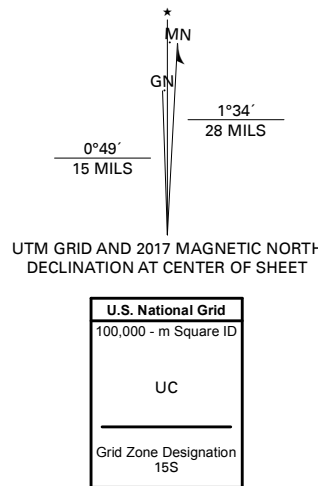 ★
MN
GN
1°34´
28 MILS
0°49´
15 MILS
UTM GRID AND 2017 MAGNETIC NORTH
DECLINATION AT CENTER OF SHEET
U.S. National Grid
100,000 - m Square ID
UC
Grid Zone Designation
15S